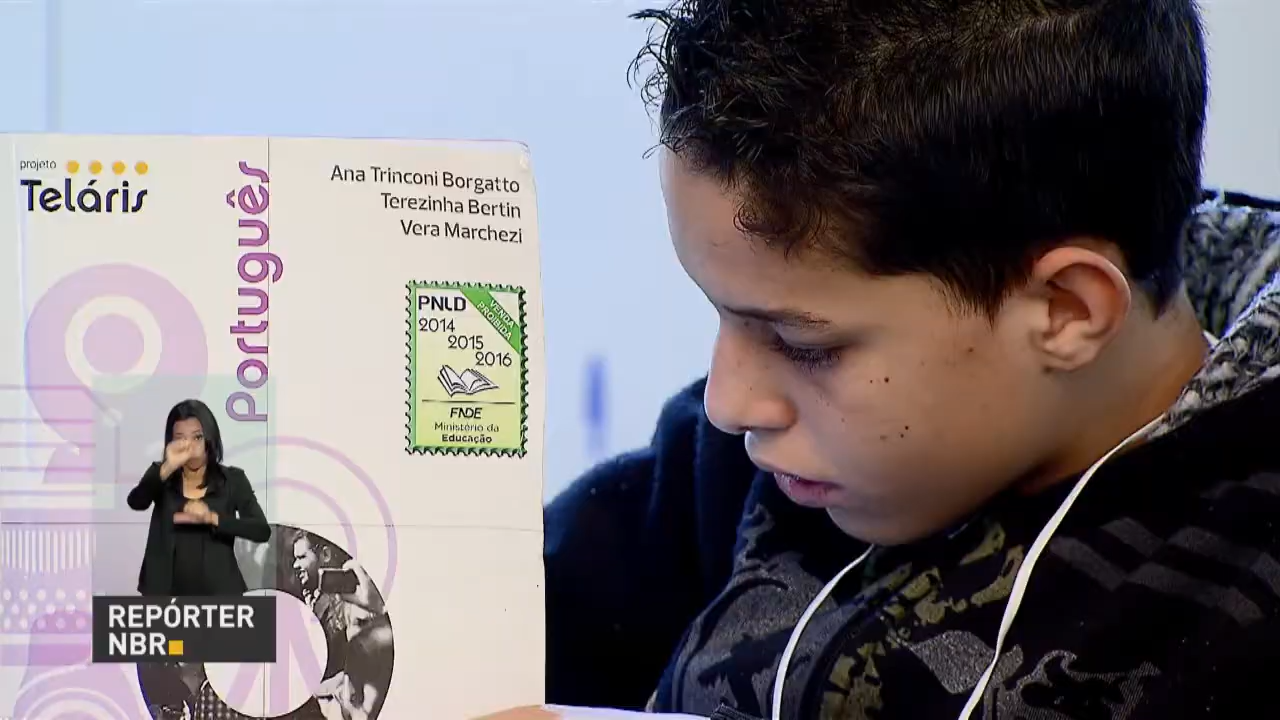 projeto
Teláris
Português
Ana Trinconi Borgatto
Terezinha Bertin
Vera Marchezi
PNLD
2014
2015
2016
VENDA
PROIBIDA
FNDE
Ministério da
Educação
REPÓRTER
NBR